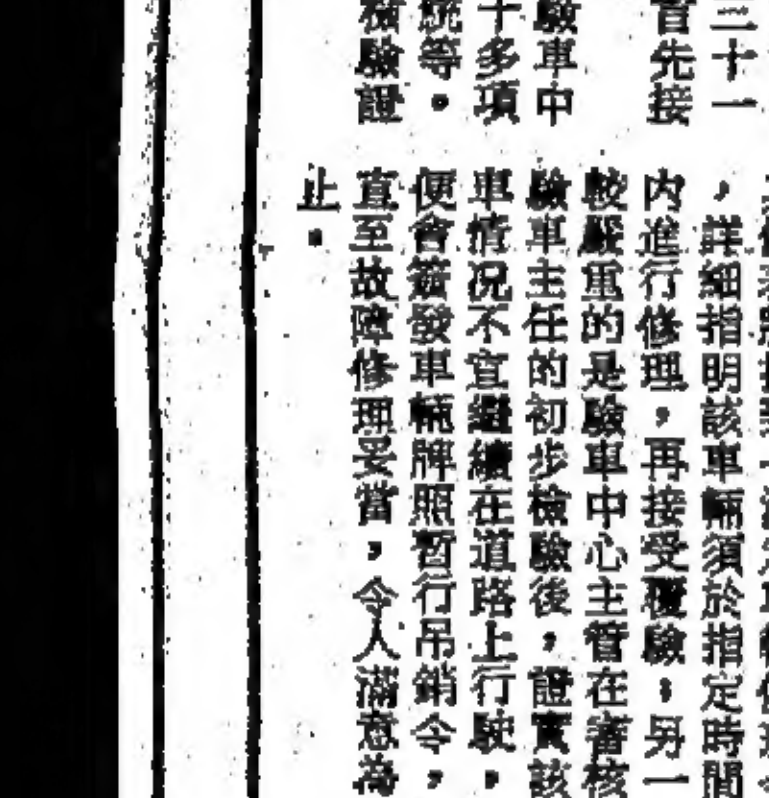 三十一
首先接
驗車中
十多項
統等。
檢驗證
，詳細指明該車輛須於指定時間
內進行修理，再接受覆驗，另一
較嚴重的是驗車中心主管在審核
驗車主任的初步檢驗後，證實該
車情况不宜繼續在道路上行駛，
便會簽發車輛牌照暫行吊銷令，
直至故障修理妥當，令人滿意為
止。